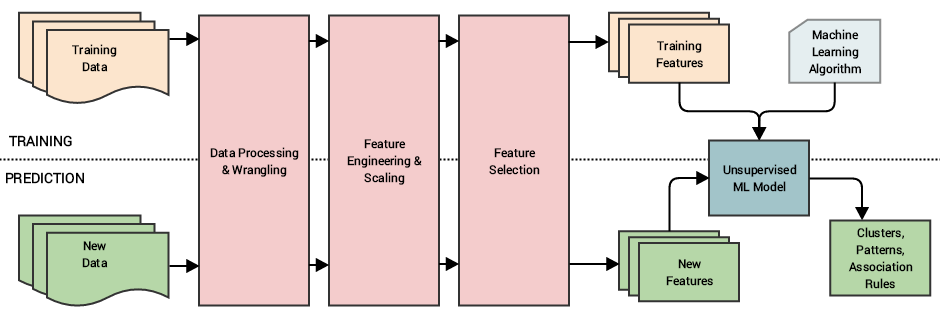 Training
Data
Data Processing
& Wrangling
Feature
Engineering &
Scaling
Feature
Selection
Training
Features
Machine
Learning
Algorithm
TRAINING
PREDICTION
Unsupervised
ML Model
New
Data
New
Features
Clusters,
Patterns,
Association
Rules